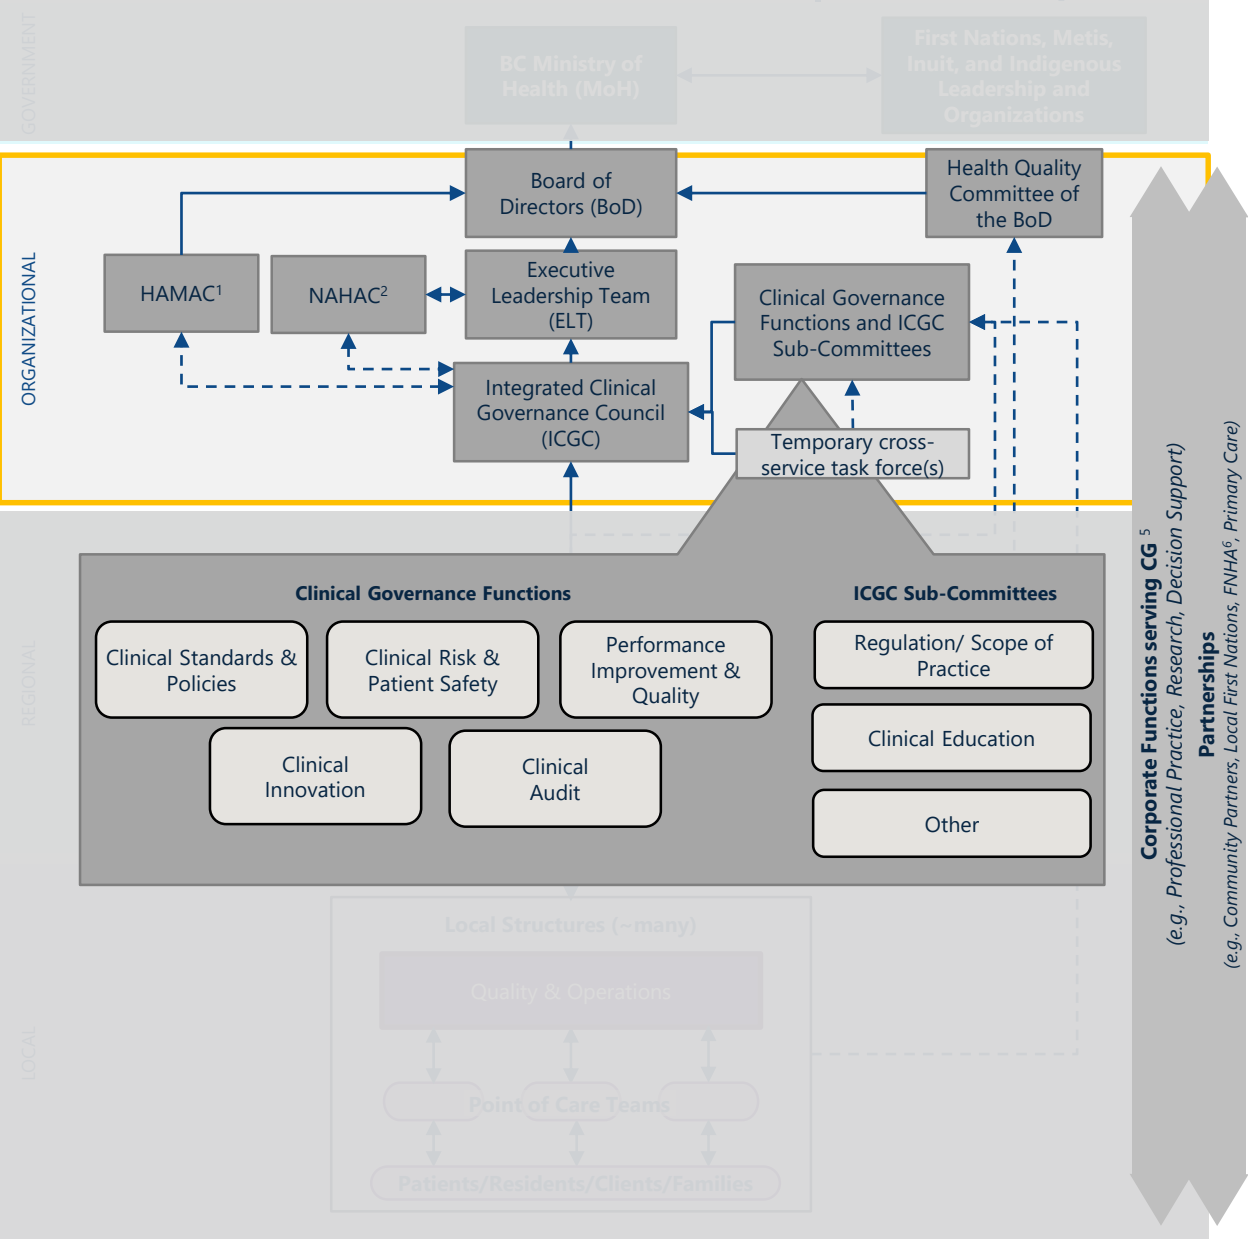 GOVERNMENT
BC Ministry of
Health (MoH)
First Nations, Metis,
Inuit, and Indigenous
Leadership and
Organizations
ORGANIZATIONAL
Board of
Directors (BoD)
Health Quality
Committee of
the BoD
HAMAC¹
NAHAC²
Executive
Leadership Team
(ELT)
Clinical Governance
Functions and ICGC
Sub-Committees
Integrated Clinical
Governance Council
(ICGC)
Temporary cross-
service task force(s)
REGIONAL
Clinical Governance Functions
Clinical Standards &
Policies
Clinical Risk &
Patient Safety
Performance
Improvement &
Quality
Clinical
Innovation
Clinical
Audit
ICGC Sub-Committees
Regulation/ Scope of
Practice
Clinical Education
Other
LOCAL
Local Structures (~many)
Quality & Operations
Point of Care Teams
Patients/Residents/Clients/Families
Corporate Functions serving CG ⁵
(e.g., Professional Practice, Research, Decision Support)
Partnerships
(e.g., Community Partners, Local First Nations, FNHA⁶, Primary Care)